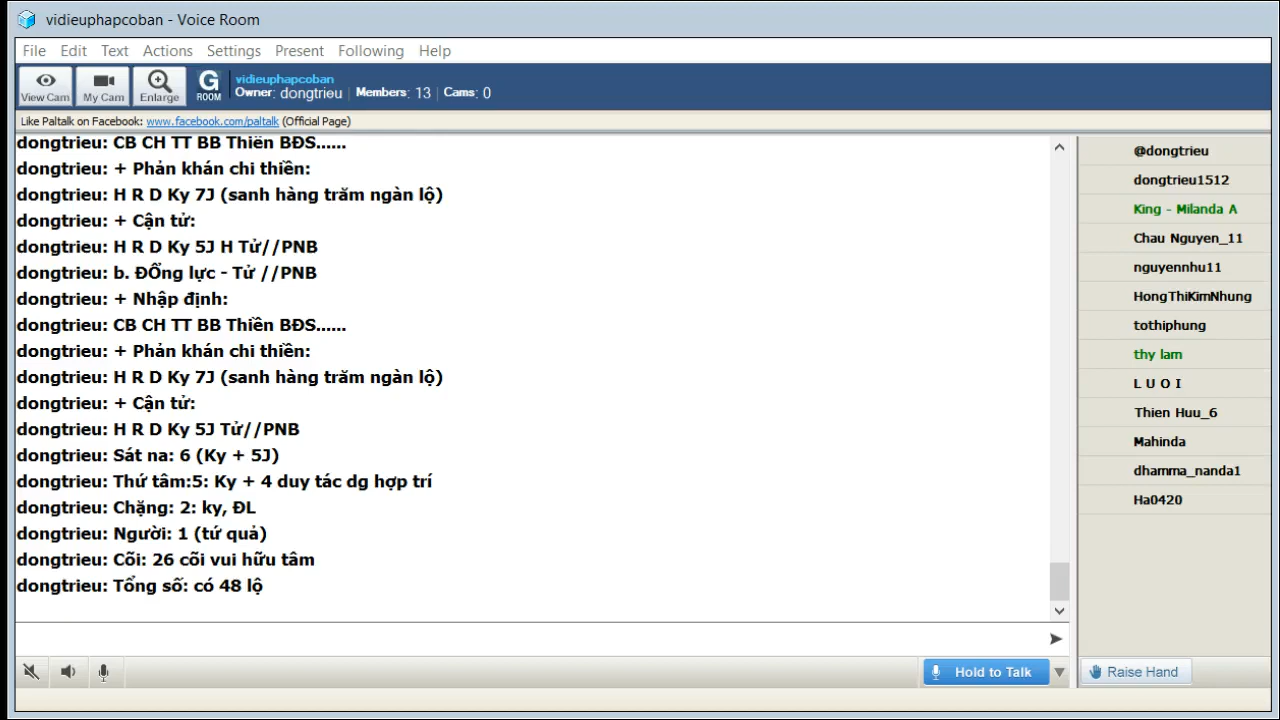 vidieuphapcoban - Voice Room
File Edit Text Actions Settings Present Following Help
View Cam My Cam Enlarge G ROOM vidieuphapcoban
Owner: dongtrieu | Members: 13 | Cams: 0
Like Paltalk on Facebook: www.facebook.com/paltalk (Official Page)
dongtrieu: CB CH TT BB Thiền BĐS......
dongtrieu: + Phản khán chi thiền:
dongtrieu: H R D Ky 7J (sanh hàng trăm ngàn lộ)
dongtrieu: + Cận tử:
dongtrieu: H R D Ky 5J H Tử//PNB
dongtrieu: b. ĐỔng lực - Tử //PNB
dongtrieu: + Nhập định:
dongtrieu: CB CH TT BB Thiền BĐS......
dongtrieu: + Phản khán chi thiền:
dongtrieu: H R D Ky 7J (sanh hàng trăm ngàn lộ)
dongtrieu: + Cận tử:
dongtrieu: H R D Ky 5J Tử//PNB
dongtrieu: Sát na: 6 (Ky + 5J)
dongtrieu: Thứ tâm:5: Ky + 4 duy tác dg hợp trí
dongtrieu: Chặng: 2: ky, ĐL
dongtrieu: Người: 1 (tứ quả)
dongtrieu: Cõi: 26 cõi vui hữu tâm
dongtrieu: Tổng số: có 48 lộ
@dongtrieu
dongtrieu1512
King - Milanda A
Chau Nguyen_11
nguyennhu11
HongThiKimNhung
tothiphung
thy lam
L U O I
Thien Huu_6
Mahinda
dhamma_nanda1
Ha0420
Hold to Talk
Raise Hand